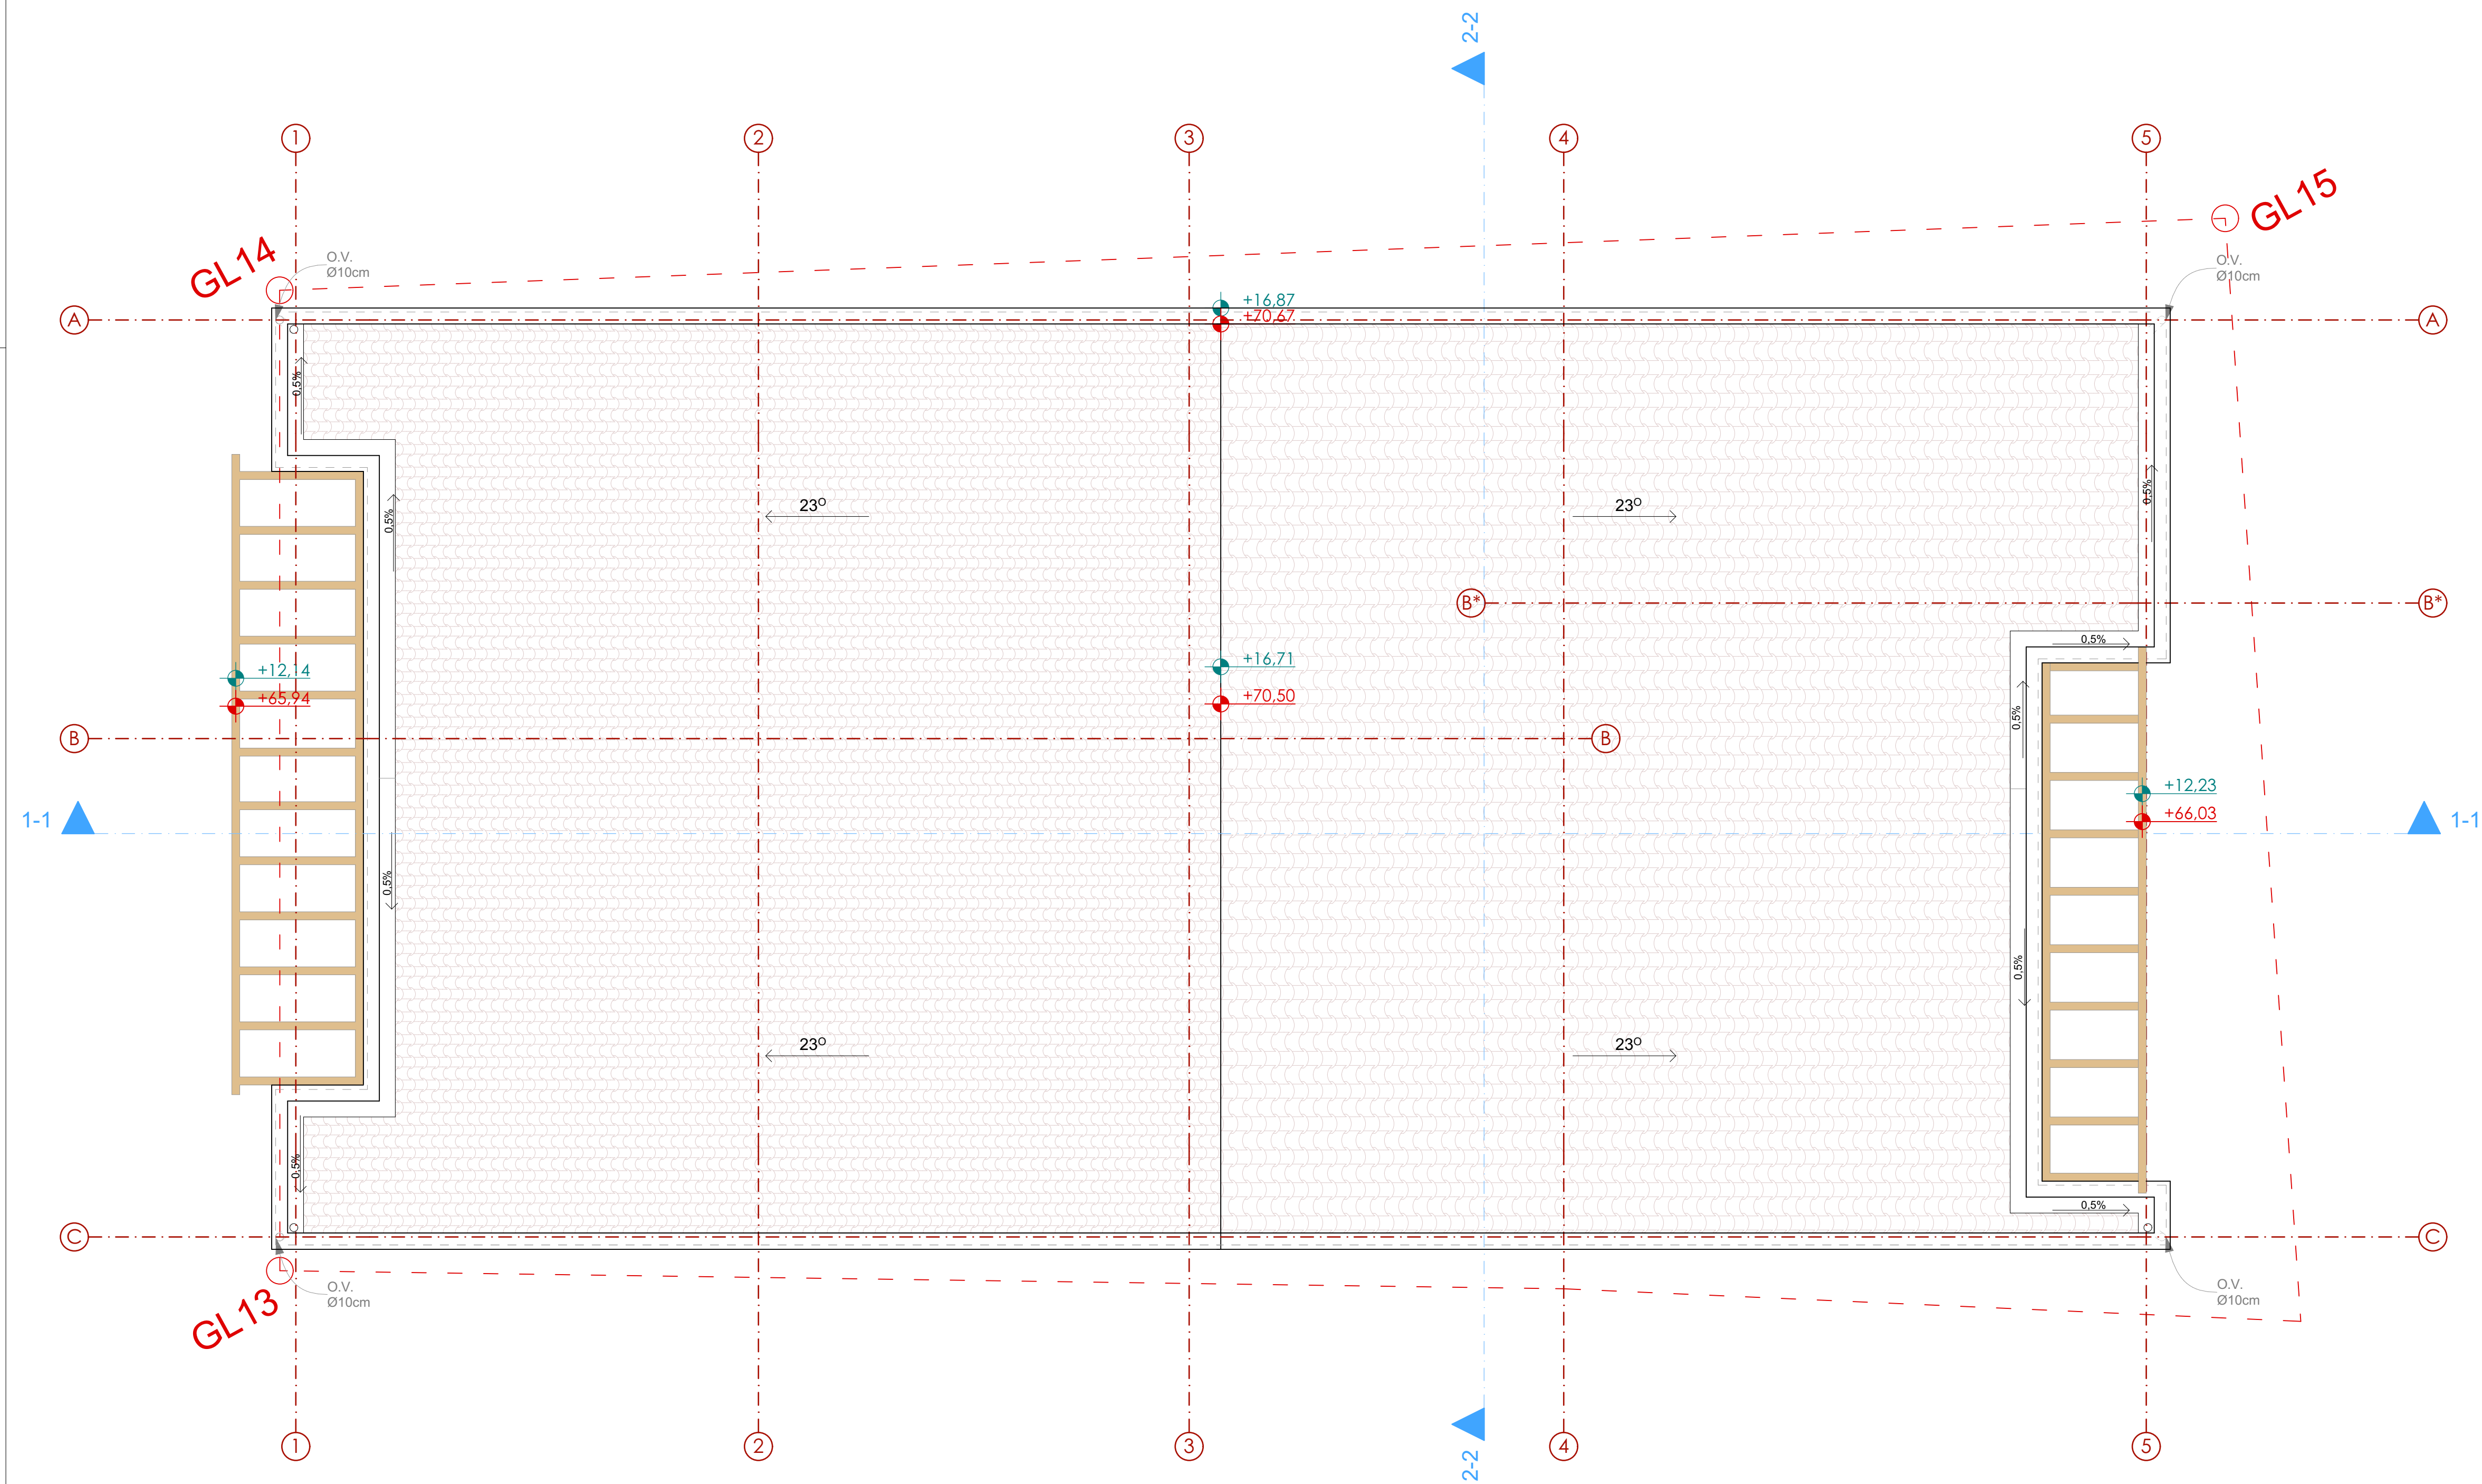 2-2
1
2
3
4
5
GL15
GL14
O.V.
Ø10cm
O.V.
Ø10cm
+16,87
A
+70,67
A
0,5%
0,5%
23°
23°
0,5%
B*
B*
0,5%
+16,71
+12,14
+70,50
+65,94
0,5%
B
B
+12,23
+66,03
1-1
1-1
0,5%
0,5%
23°
23°
0,5%
0,5%
C
C
O.V.
Ø10cm
O.V.
Ø10cm
GL13
1
2
3
4
5
2-2